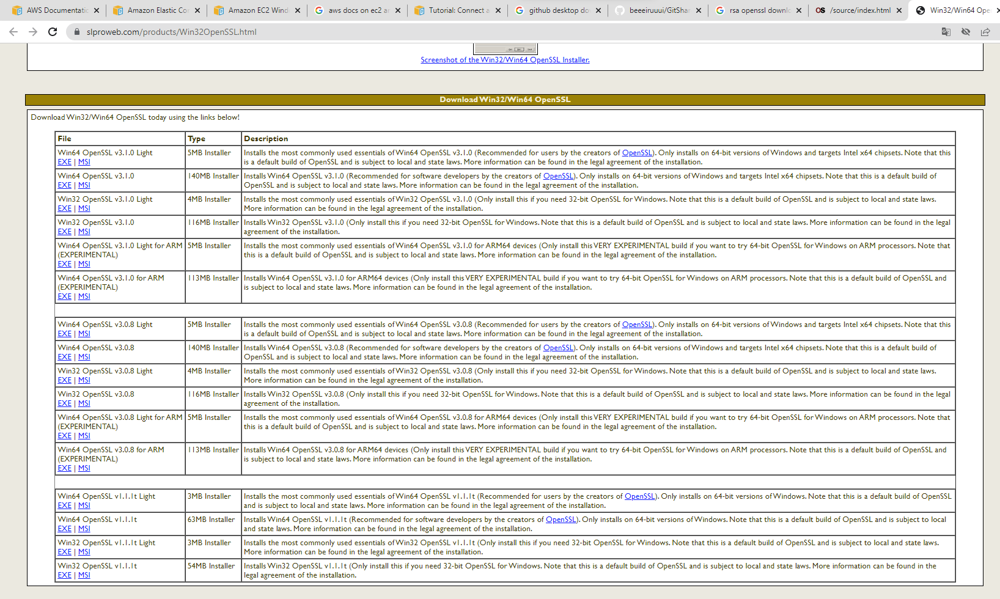 AWS Documentatio
Amazon Elastic Co
Amazon EC2 Wind
aws docs on ec2 a
Tutorial: Connect a
github desktop do
beeeiruuui/GitShar
rsa openssl downl
OS /source/index.html
Win32/Win64 Ope
slproweb.com/products/Win32OpenSSL.html
Screenshot of the Win32/Win64 OpenSSL Installer.
Download Win32/Win64 OpenSSL
Download Win32/Win64 OpenSSL today using the links below!
File Type Description
Win64 OpenSSL v3.1.0 Light
EXE | MSI
5MB Installer
Installs the most commonly used essentials of Win64 OpenSSL v3.1.0 (Recommended for users by the creators of OpenSSL). Only installs on 64-bit versions of Windows and targets Intel x64 chipsets. Note that this
is a default build of OpenSSL and is subject to local and state laws. More information can be found in the legal agreement of the installation.
Win64 OpenSSL v3.1.0
EXE | MSI
140MB Installer
Installs Win64 OpenSSL v3.1.0 (Recommended for software developers by the creators of OpenSSL). Only installs on 64-bit versions of Windows and targets Intel x64 chipsets. Note that this is a default build of
OpenSSL and is subject to local and state laws. More information can be found in the legal agreement of the installation.
Win32 OpenSSL v3.1.0 Light
EXE | MSI
4MB Installer
Installs the most commonly used essentials of Win32 OpenSSL v3.1.0 (Only install this if you need 32-bit OpenSSL for Windows. Note that this is a default build of OpenSSL and is subject to local and state laws.
More information can be found in the legal agreement of the installation.
Win32 OpenSSL v3.1.0
EXE | MSI
116MB Installer
Installs Win32 OpenSSL v3.1.0 (Only install this if you need 32-bit OpenSSL for Windows. Note that this is a default build of OpenSSL and is subject to local and state laws. More information can be found in the legal
agreement of the installation.
Win64 OpenSSL v3.1.0 Light for ARM
(EXPERIMENTAL)
EXE | MSI
5MB Installer
Installs the most commonly used essentials of Win64 OpenSSL v3.1.0 for ARM64 devices (Only install this VERY EXPERIMENTAL build if you want to try 64-bit OpenSSL for Windows on ARM processors. Note that
this is a default build of OpenSSL and is subject to local and state laws. More information can be found in the legal agreement of the installation.
Win64 OpenSSL v3.1.0 for ARM
(EXPERIMENTAL)
EXE | MSI
113MB Installer
Installs Win64 OpenSSL v3.1.0 for ARM64 devices (Only install this VERY EXPERIMENTAL build if you want to try 64-bit OpenSSL for Windows on ARM processors. Note that this is a default build of OpenSSL and
is subject to local and state laws. More information can be found in the legal agreement of the installation.
Win64 OpenSSL v3.0.8 Light
EXE | MSI
5MB Installer
Installs the most commonly used essentials of Win64 OpenSSL v3.0.8 (Recommended for users by the creators of OpenSSL). Only installs on 64-bit versions of Windows and targets Intel x64 chipsets. Note that this
is a default build of OpenSSL and is subject to local and state laws. More information can be found in the legal agreement of the installation.
Win64 OpenSSL v3.0.8
EXE | MSI
140MB Installer
Installs Win64 OpenSSL v3.0.8 (Recommended for software developers by the creators of OpenSSL). Only installs on 64-bit versions of Windows and targets Intel x64 chipsets. Note that this is a default build of
OpenSSL and is subject to local and state laws. More information can be found in the legal agreement of the installation.
Win32 OpenSSL v3.0.8 Light
EXE | MSI
4MB Installer
Installs the most commonly used essentials of Win32 OpenSSL v3.0.8 (Only install this if you need 32-bit OpenSSL for Windows. Note that this is a default build of OpenSSL and is subject to local and state laws.
More information can be found in the legal agreement of the installation.
Win32 OpenSSL v3.0.8
EXE | MSI
116MB Installer
Installs Win32 OpenSSL v3.0.8 (Only install this if you need 32-bit OpenSSL for Windows. Note that this is a default build of OpenSSL and is subject to local and state laws. More information can be found in the legal
agreement of the installation.
Win64 OpenSSL v3.0.8 Light for ARM
(EXPERIMENTAL)
EXE | MSI
5MB Installer
Installs the most commonly used essentials of Win64 OpenSSL v3.0.8 for ARM64 devices (Only install this VERY EXPERIMENTAL build if you want to try 64-bit OpenSSL for Windows on ARM processors. Note that
this is a default build of OpenSSL and is subject to local and state laws. More information can be found in the legal agreement of the installation.
Win64 OpenSSL v3.0.8 for ARM
(EXPERIMENTAL)
EXE | MSI
113MB Installer
Installs Win64 OpenSSL v3.0.8 for ARM64 devices (Only install this VERY EXPERIMENTAL build if you want to try 64-bit OpenSSL for Windows on ARM processors. Note that this is a default build of OpenSSL and
is subject to local and state laws. More information can be found in the legal agreement of the installation.
Win64 OpenSSL v1.1.1t Light
EXE | MSI
3MB Installer
Installs the most commonly used essentials of Win64 OpenSSL v1.1.1t (Recommended for users by the creators of OpenSSL). Only installs on 64-bit versions of Windows. Note that this is a default build of OpenSSL
and is subject to local and state laws. More information can be found in the legal agreement of the installation.
Win64 OpenSSL v1.1.1t
EXE | MSI
63MB Installer
Installs Win64 OpenSSL v1.1.1t (Recommended for software developers by the creators of OpenSSL). Only installs on 64-bit versions of Windows. Note that this is a default build of OpenSSL and is subject to local
and state laws. More information can be found in the legal agreement of the installation.
Win32 OpenSSL v1.1.1t Light
EXE | MSI
3MB Installer
Installs the most commonly used essentials of Win32 OpenSSL v1.1.1t (Only install this if you need 32-bit OpenSSL for Windows. Note that this is a default build of OpenSSL and is subject to local and state laws.
More information can be found in the legal agreement of the installation.
Win32 OpenSSL v1.1.1t
EXE | MSI
54MB Installer
Installs Win32 OpenSSL v1.1.1t (Only install this if you need 32-bit OpenSSL for Windows. Note that this is a default build of OpenSSL and is subject to local and state laws. More information can be found in the
legal agreement of the installation.